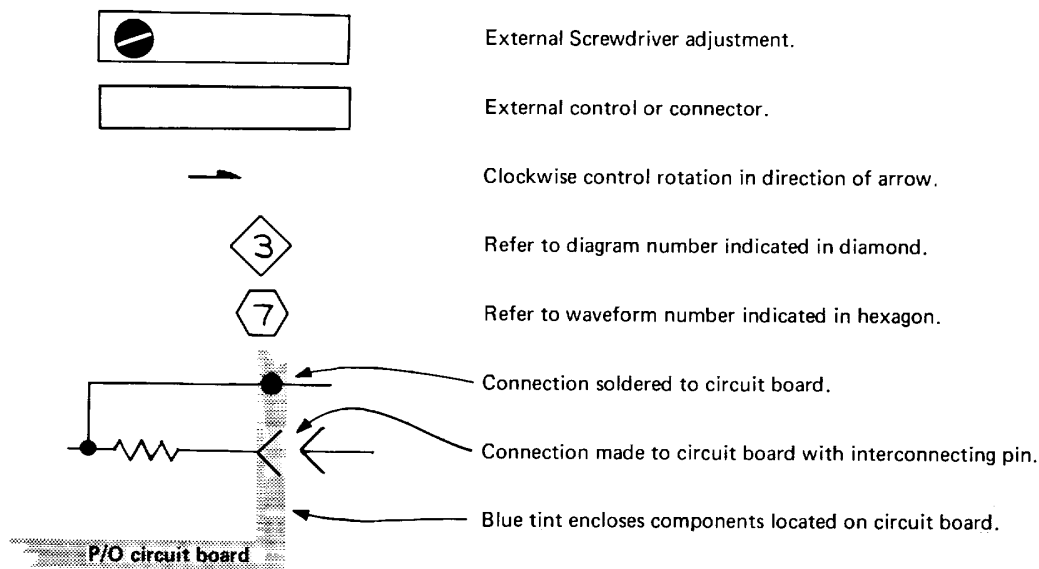 External Screwdriver adjustment.
External control or connector.
Clockwise control rotation in direction of arrow.
3
Refer to diagram number indicated in diamond.
7
Refer to waveform number indicated in hexagon.
Connection soldered to circuit board.
Connection made to circuit board with interconnecting pin.
Blue tint encloses components located on circuit board.
P/O circuit board